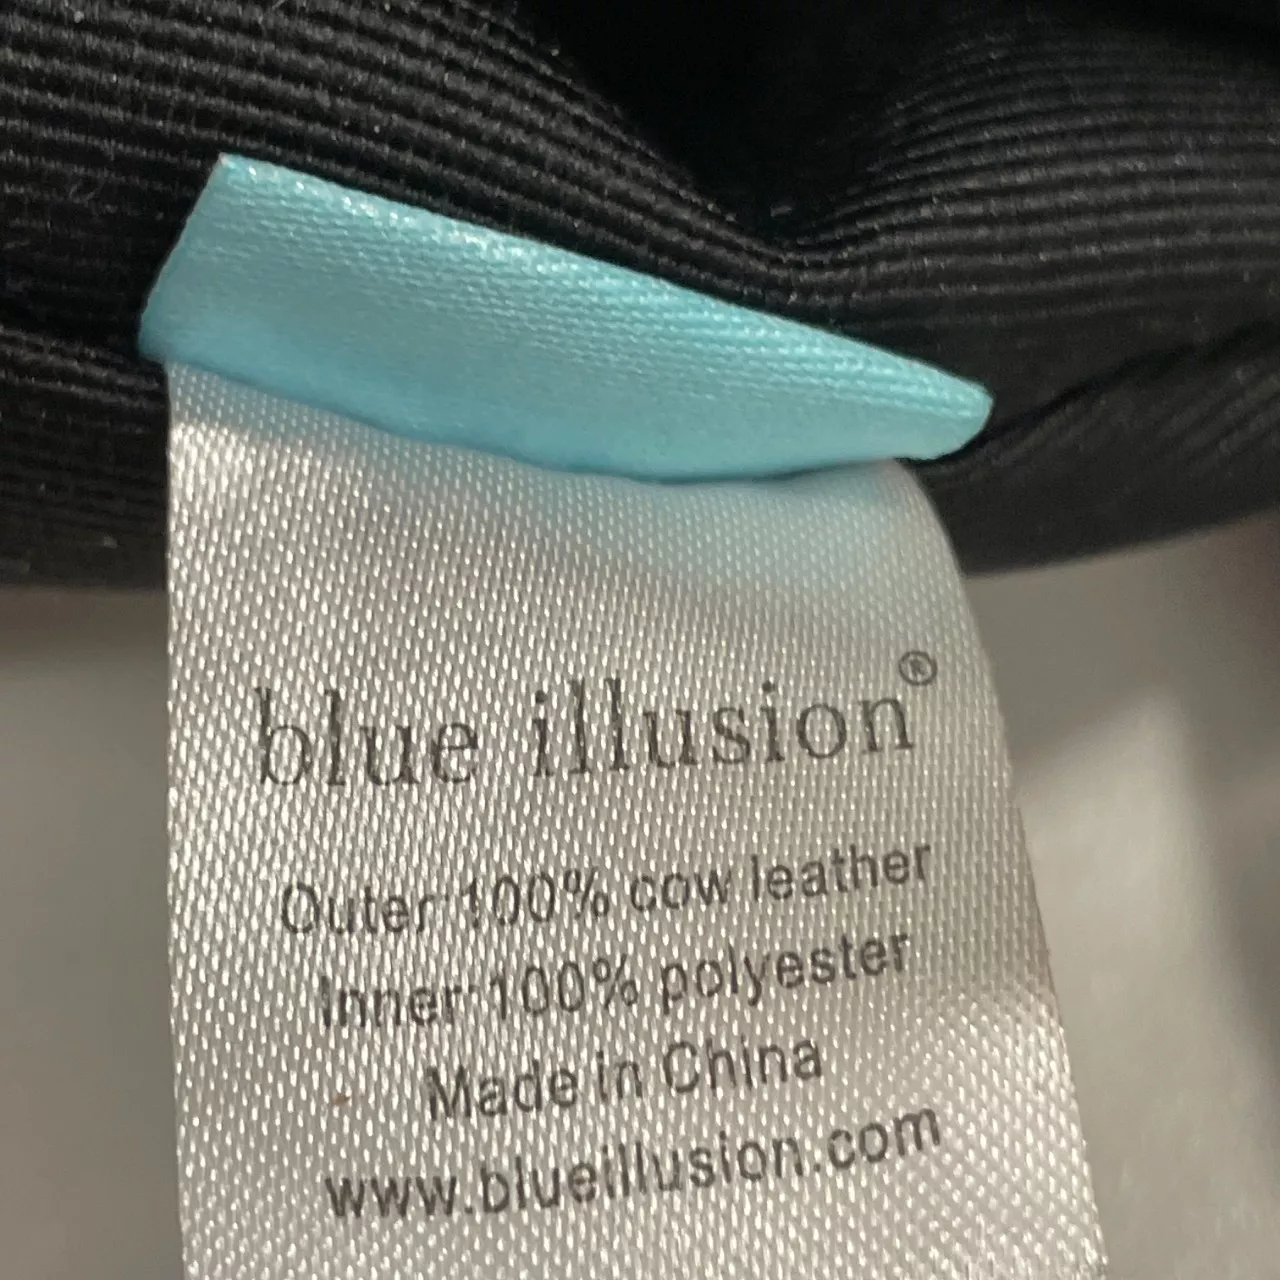 blue illusion®
Outer 100% cow leather
Inner 100% polyester
Made in China
www.blueillusion.com